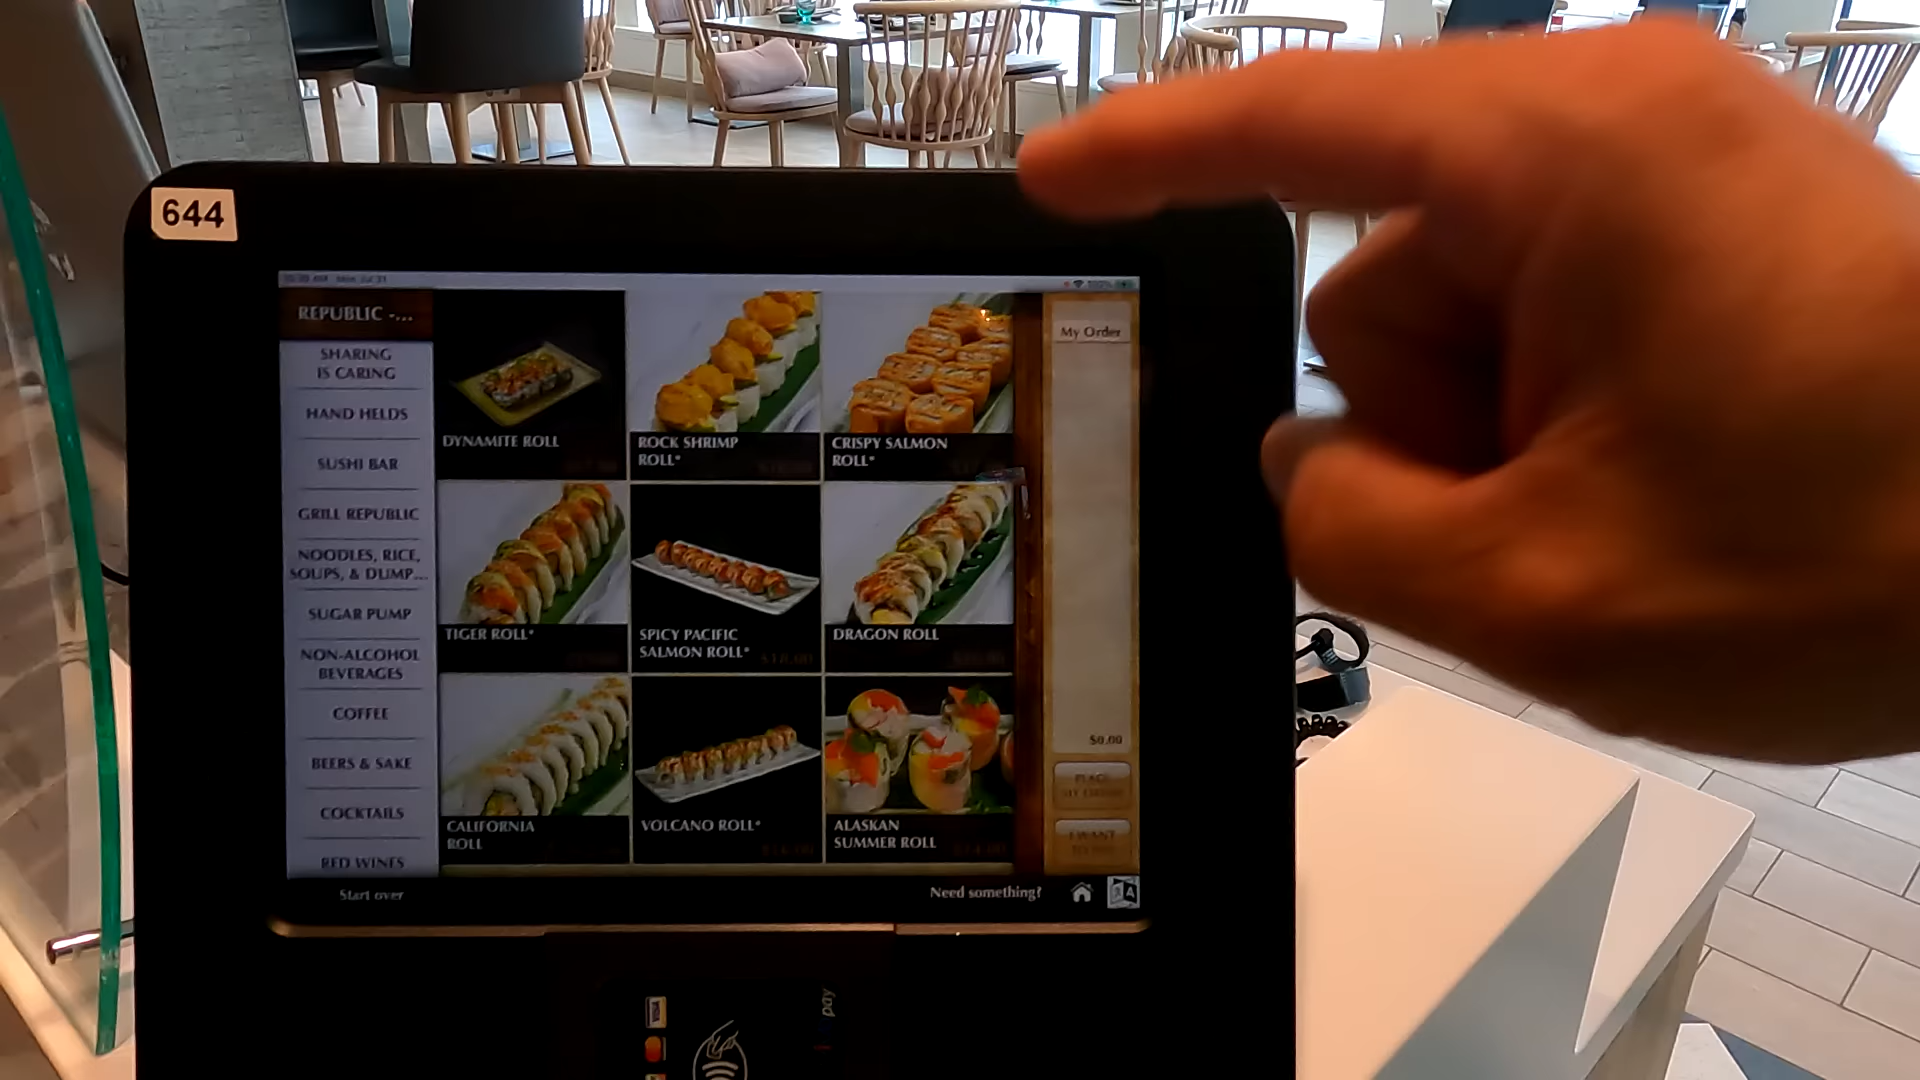 644
REPUBLIC -...
SHARING
IS CARING
HAND HELDS
SUSHI BAR
GRILL REPUBLIC
NOODLES, RICE,
SOUPS, & DUMP...
SUGAR PUMP
NON-ALCOHOL
BEVERAGES
COFFEE
BEERS & SAKE
COCKTAILS
RED WINES
DYNAMITE ROLL
ROCK SHRIMP
ROLL*
CRISPY SALMON
ROLL*
TIGER ROLL*
SPICY PACIFIC
SALMON ROLL*
DRAGON ROLL
CALIFORNIA
ROLL
VOLCANO ROLL*
ALASKAN
SUMMER ROLL
My Order
$0.00
Start over
Need something?
A
VISA
pay